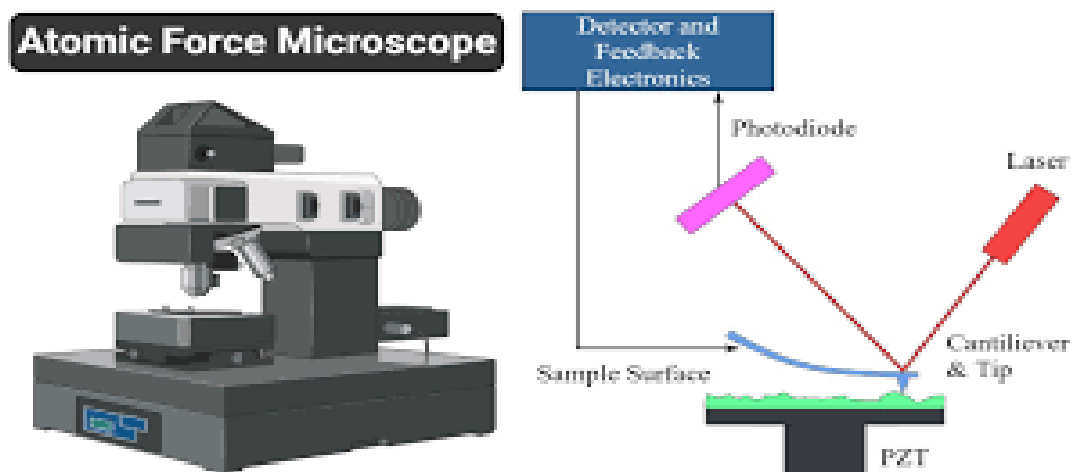 Atomic Force Microscope
Detector and
Feedback
Electronics
Photodiode
Laser
Cantiliever
& Tip
Sample Surface
PZT